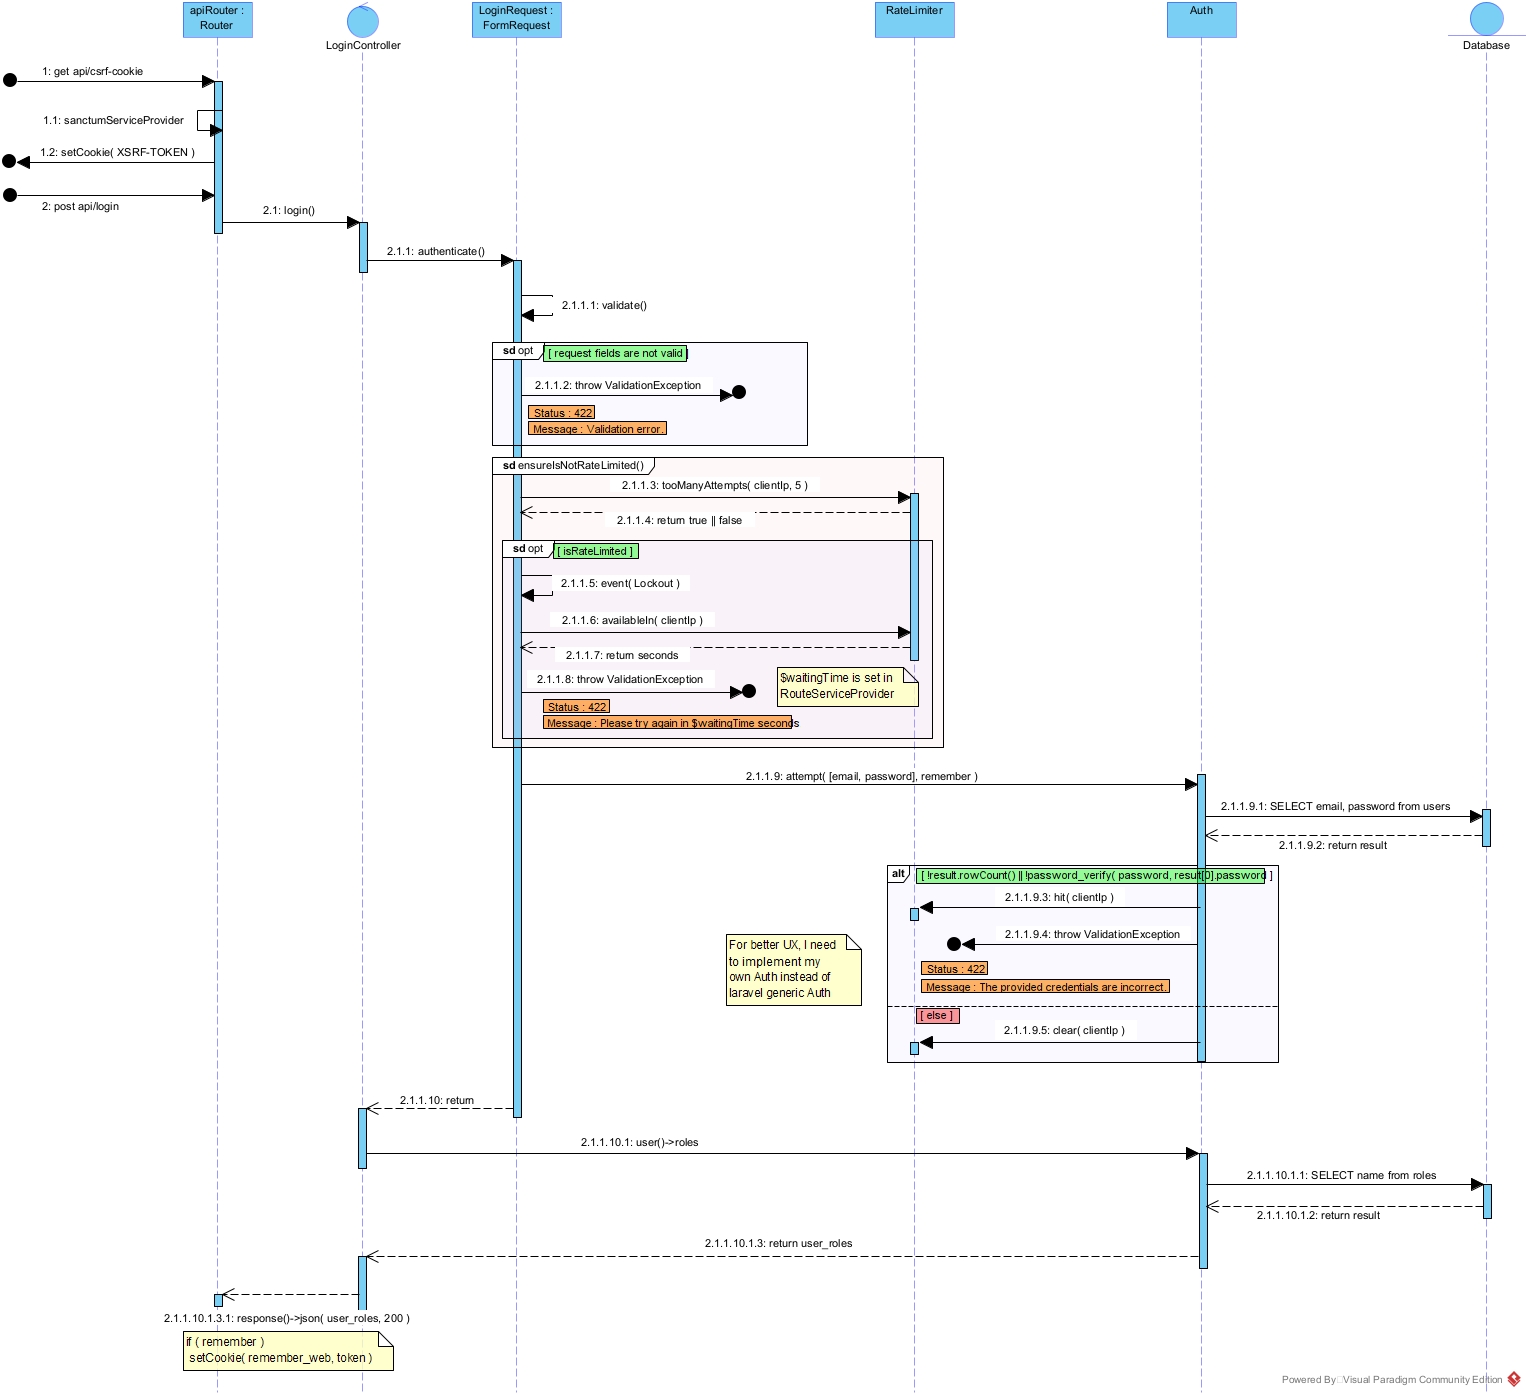 apiRouter :
Router
LoginController
LoginRequest :
FormRequest
RateLimiter
Auth
Database
1: get api/csrf-cookie
1.1: sanctumServiceProvider
1.2: setCookie( XSRF-TOKEN )
2: post api/login
2.1: login()
2.1.1: authenticate()
2.1.1.1: validate()
sd opt
[ request fields are not valid ]
2.1.1.2: throw ValidationException
Status : 422
Message : Validation error.
sd ensureIsNotRateLimited()
2.1.1.3: tooManyAttempts( clientIp, 5 )
2.1.1.4: return true || false
sd opt
[ isRateLimited ]
2.1.1.5: event( Lockout )
2.1.1.6: availableIn( clientIp )
2.1.1.7: return seconds
2.1.1.8: throw ValidationException
$waitingTime is set in
RouteServiceProvider
Status : 422
Message : Please try again in $waitingTime seconds
2.1.1.9: attempt( [email, password], remember )
2.1.1.9.1: SELECT email, password from users
2.1.1.9.2: return result
alt
[ !result.rowCount() || !password_verify( password, result[0].password ]
2.1.1.9.3: hit( clientIp )
2.1.1.9.4: throw ValidationException
For better UX, I need
to implement my
own Auth instead of
laravel generic Auth
Status : 422
Message : The provided credentials are incorrect.
[ else ]
2.1.1.9.5: clear( clientIp )
2.1.1.10: return
2.1.1.10.1: user()->roles
2.1.1.10.1.1: SELECT name from roles
2.1.1.10.1.2: return result
2.1.1.10.1.3: return user_roles
2.1.1.10.1.3.1: response()->json( user_roles, 200 )
if ( remember )
setCookie( remember_web, token )
Powered By Visual Paradigm Community Edition